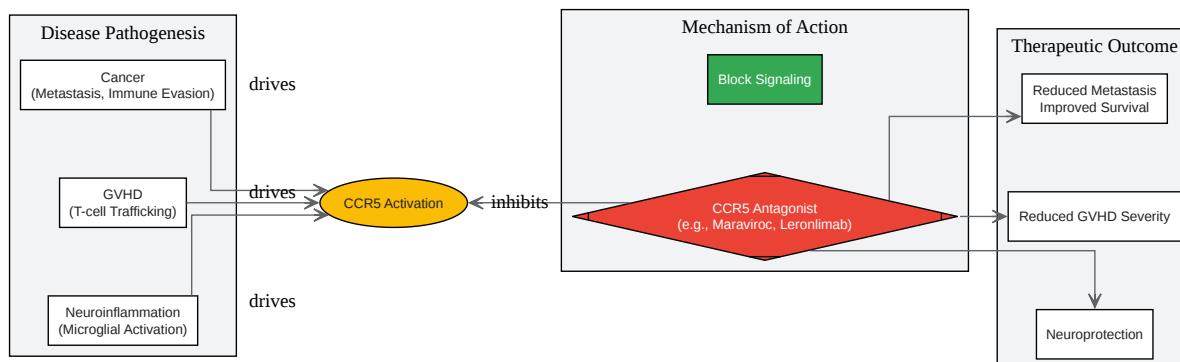 Disease Pathogenesis
Cancer
(Metastasis, Immune Evasion)
drives
GVHD
(T-cell Trafficking)
drives
Neuroinflammation
(Microglial Activation)
drives
CCR5 Activation
inhibits
Mechanism of Action
Block Signaling
CCR5 Antagonist
(e.g., Maraviroc, Leronlimab)
Therapeutic Outcome
Reduced Metastasis
Improved Survival
Reduced GVHD Severity
Neuroprotection